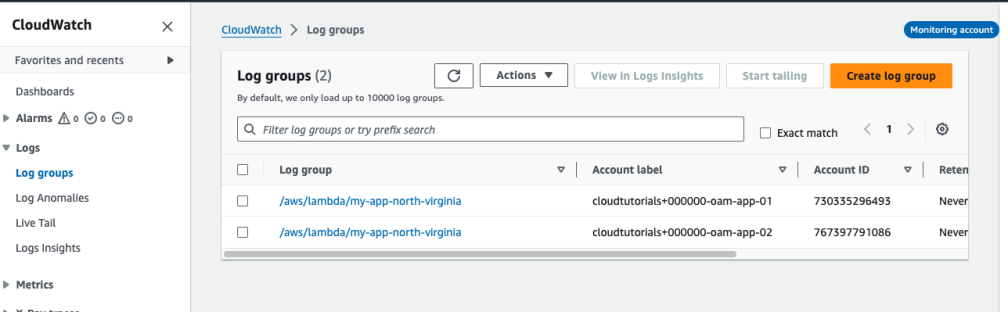 CloudWatch
Favorites and recents
Dashboards
Alarms 0 0 0
Logs
Log groups
Log Anomalies
Live Tail
Logs Insights
Metrics
CloudWatch > Log groups
Monitoring account
Log groups (2)
Actions
View in Logs Insights
Start tailing
Create log group
By default, we only load up to 10000 log groups.
Filter log groups or try prefix search
Exact match
1
Log group Account label Account ID Reten
/aws/lambda/my-app-north-virginia cloudtutorials+000000-oam-app-01 730335296493 Never
/aws/lambda/my-app-north-virginia cloudtutorials+000000-oam-app-02 767397791086 Never